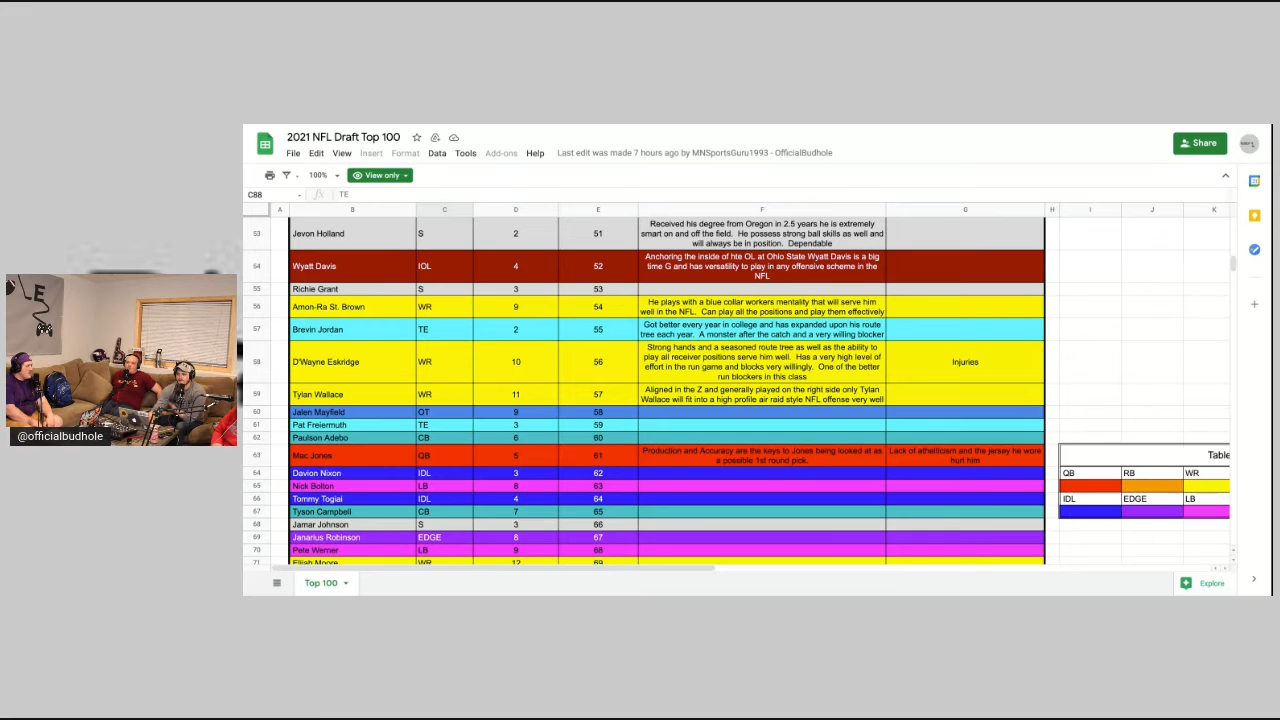 2021 NFL Draft Top 100
Share
File Edit View Insert Format Data Tools Add-ons Help Last edit was made 7 hours ago by MNSportsGuru1993 - OfficialBudhole
100% View only
C88 fx TE
A B C D E F G H I J K
53 Jevon Holland S 2 51 Received his degree from Oregon in 2.5 years he is extremely
smart on and off the field. He possess strong ball skills as well and
will always be in position. Dependable
54 Wyatt Davis IOL 4 52 Anchoring the inside of hte OL at Ohio State Wyatt Davis is a big
time G and has versatility to play in any offensive scheme in the
NFL
55 Richie Grant S 3 53
56 Amon-Ra St. Brown WR 9 54 He plays with a blue collar workers mentality that will serve him
well in the NFL. Can play all the positions and play them effectively
57 Brevin Jordan TE 2 55 Got better every year in college and has expanded upon his route
tree each year. A monster after the catch and a very willing blocker
58 D'Wayne Eskridge WR 10 56 Strong hands and a seasoned route tree as well as the ability to
play all receiver positions serve him well. Has a very high level of
effort in the run game and blocks very willingly. One of the better
run blockers in this class
Injuries
59 Tylan Wallace WR 11 57 Aligned in the Z and generally played on the right side only Tylan
Wallace will fit into a high profile air raid style NFL offense very well
60 Jalen Mayfield OT 9 58
61 Pat Freiermuth TE 3 59
62 Paulson Adebo CB 6 60
63 Mac Jones QB 5 61 Production and Accuracy are the keys to Jones being looked at as
a possible 1st round pick.
Lack of athelticism and the jersey he wore
hurt him
64 Davion Nixon IDL 3 62
65 Nick Bolton LB 8 63
66 Tommy Togiai IDL 4 64
67 Tyson Campbell CB 7 65
68 Jamar Johnson S 3 66
69 Janarius Robinson EDGE 8 67
70 Pete Werner LB 9 68
71 Elijah Moore WR 12 69
Table
QB RB WR
IDL EDGE LB
Top 100
Explore
E
@officialbudhole